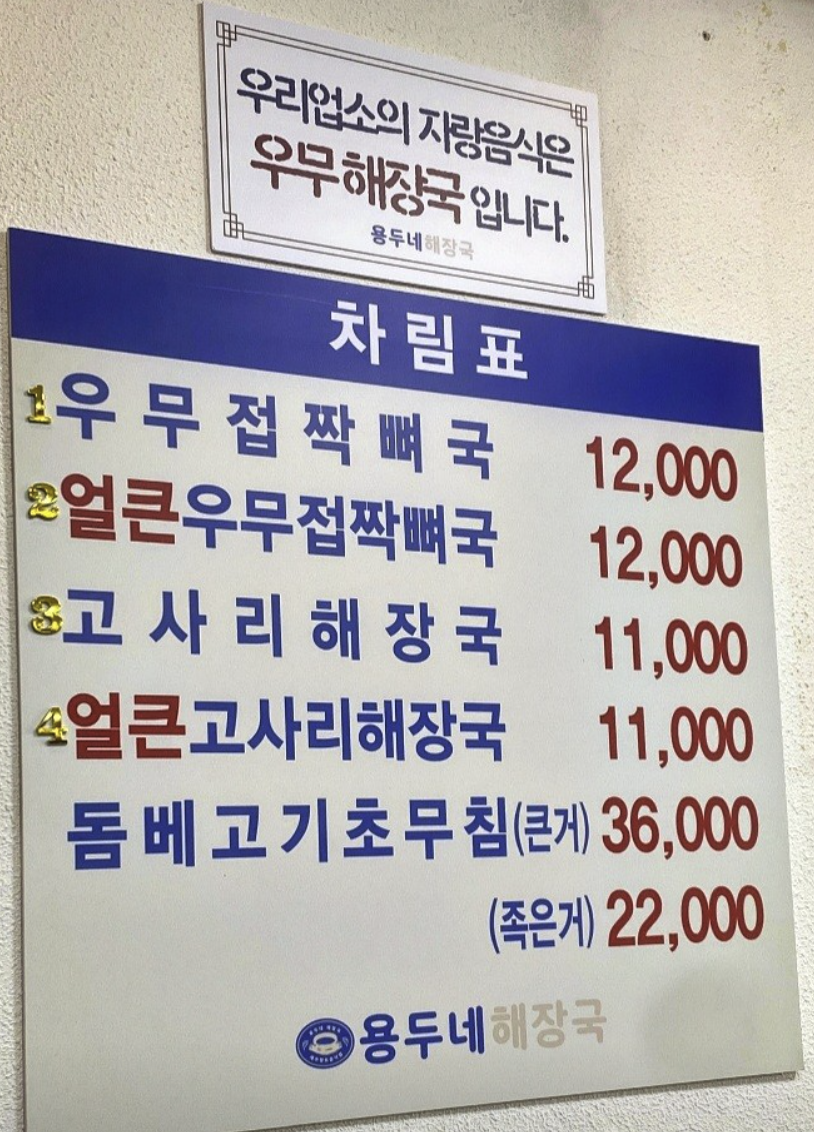 우리업소의 자랑음식은
우무해장국 입니다.
용두네해장국
차림표
1 우무접짝뼈국 12,000
2 얼큰우무접짝뼈국 12,000
3 고사리해장국 11,000
4 얼큰고사리해장국 11,000
돔베고기초무침(큰거) 36,000
(족은거) 22,000
용두네해장국